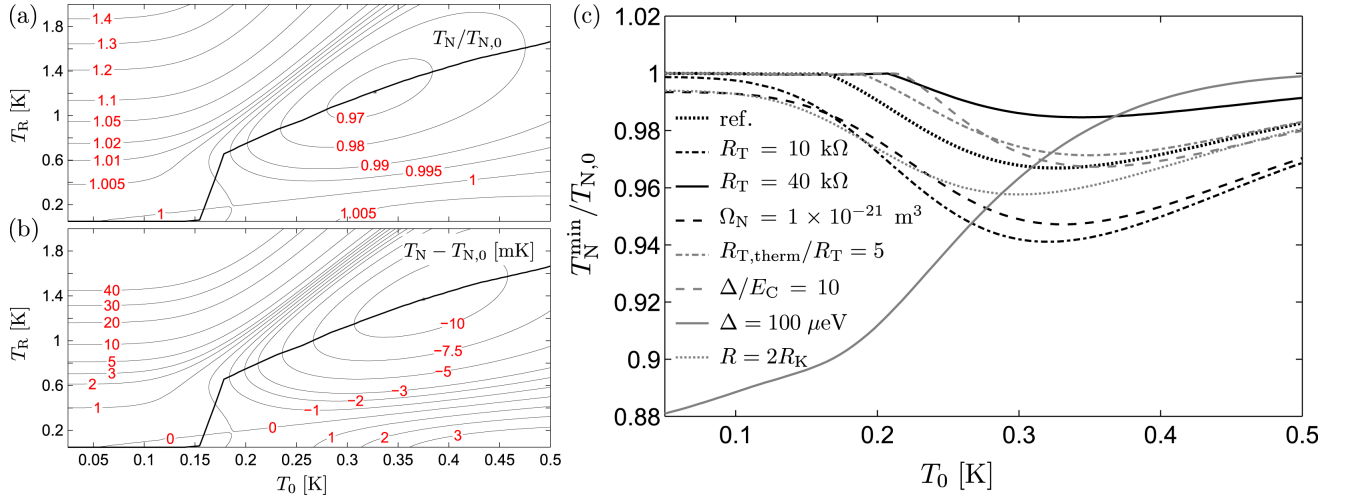 (a)
T_N/T_N,0
1.4
1.3
1.2
1.1
1.05
1.02
1.01
1.005
0.97
0.98
0.99
0.995
1
1
1.005
1.8
1.4
1
0.6
0.2
T_R [K]
(b)
T_N − T_N,0 [mK]
40
30
20
10
5
3
2
1
0
−10
−7.5
−5
−3
−2
−1
0
1
2
3
1.8
1.4
1
0.6
0.2
T_R [K]
0.05 0.1 0.15 0.2 0.25 0.3 0.35 0.4 0.45 0.5
T_0 [K]
(c)
1.02
1
0.98
0.96
0.94
0.92
0.9
0.88
T_N^min/T_N,0
ref.
R_T = 10 kΩ
R_T = 40 kΩ
Ω_N = 1 × 10^−21 m^3
R_T,therm/R_T = 5
Δ/E_C = 10
Δ = 100 μeV
R = 2R_K
0.1 0.2 0.3 0.4 0.5
T_0 [K]